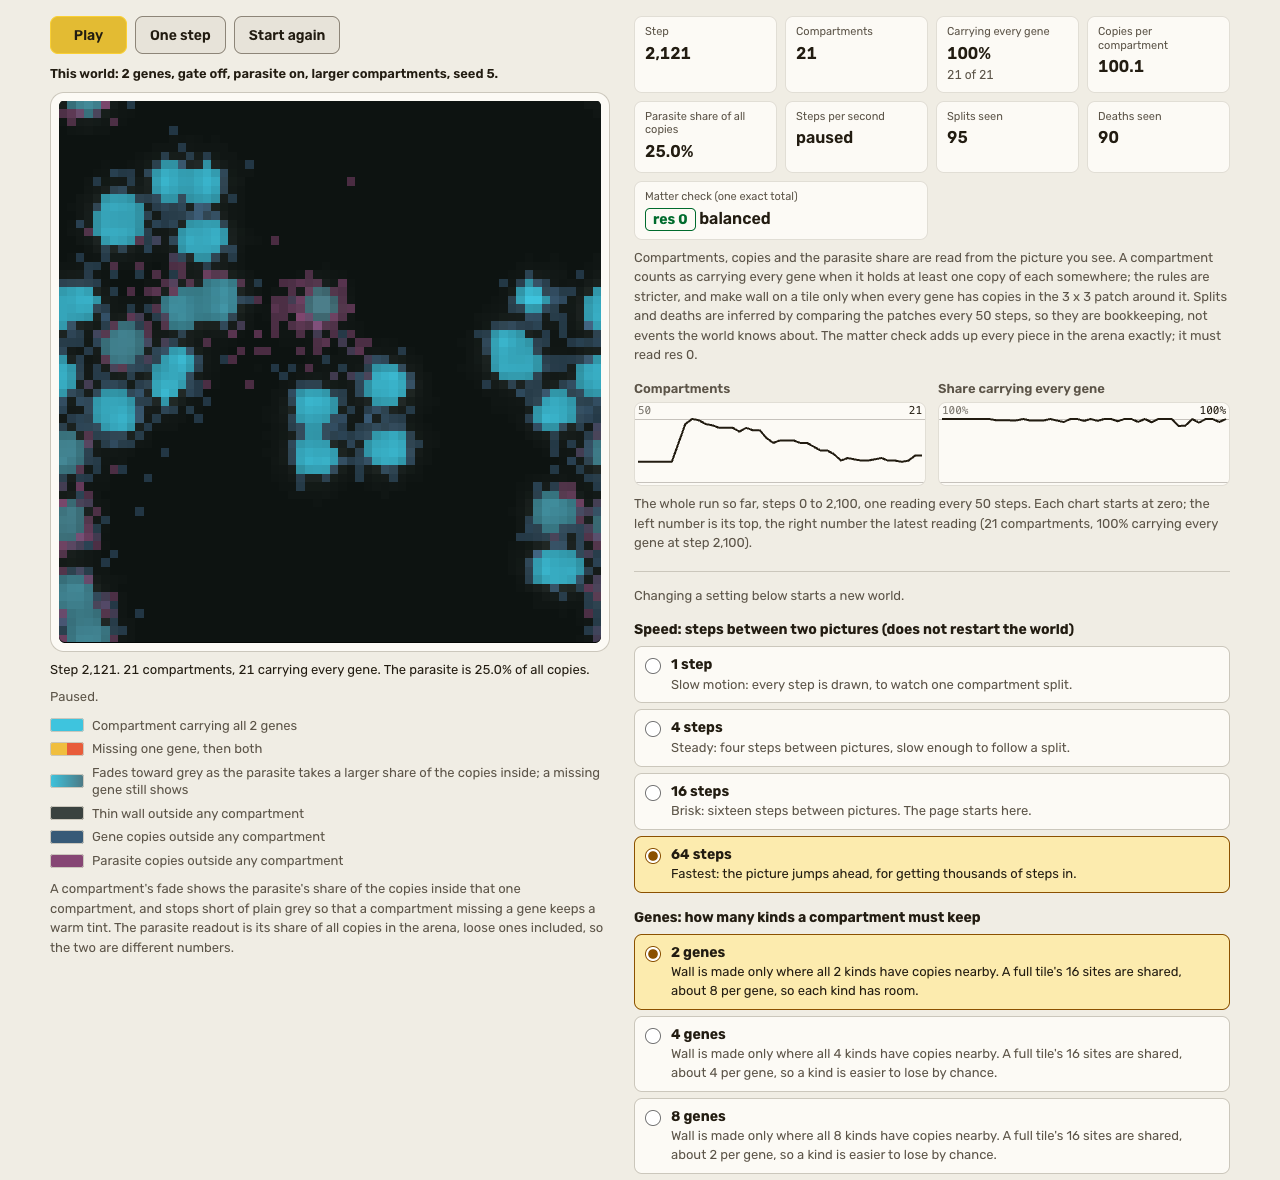 Play
One step
Start again
This world: 2 genes, gate off, parasite on, larger compartments, seed 5.
Step 2,121. 21 compartments, 21 carrying every gene. The parasite is 25.0% of all copies.
Paused.
Compartment carrying all 2 genes
Missing one gene, then both
Fades toward grey as the parasite takes a larger share of the copies inside; a missing
gene still shows
Thin wall outside any compartment
Gene copies outside any compartment
Parasite copies outside any compartment
A compartment's fade shows the parasite's share of the copies inside that one
compartment, and stops short of plain grey so that a compartment missing a gene keeps a
warm tint. The parasite readout is its share of all copies in the arena, loose ones included, so
the two are different numbers.
Step
2,121
Compartments
21
Carrying every gene
100%
21 of 21
Copies per
compartment
100.1
Parasite share of all
copies
25.0%
Steps per second
paused
Splits seen
95
Deaths seen
90
Matter check (one exact total)
res 0 balanced
Compartments, copies and the parasite share are read from the picture you see. A compartment
counts as carrying every gene when it holds at least one copy of each somewhere; the rules are
stricter, and make wall on a tile only when every gene has copies in the 3 x 3 patch around it. Splits
and deaths are inferred by comparing the patches every 50 steps, so they are bookkeeping, not
events the world knows about. The matter check adds up every piece in the arena exactly; it must
read res 0.
Compartments
50
21
Share carrying every gene
100%
100%
The whole run so far, steps 0 to 2,100, one reading every 50 steps. Each chart starts at zero; the
left number is its top, the right number the latest reading (21 compartments, 100% carrying every
gene at step 2,100).
Changing a setting below starts a new world.
Speed: steps between two pictures (does not restart the world)
1 step
Slow motion: every step is drawn, to watch one compartment split.
4 steps
Steady: four steps between pictures, slow enough to follow a split.
16 steps
Brisk: sixteen steps between pictures. The page starts here.
64 steps
Fastest: the picture jumps ahead, for getting thousands of steps in.
Genes: how many kinds a compartment must keep
2 genes
Wall is made only where all 2 kinds have copies nearby. A full tile's 16 sites are shared,
about 8 per gene, so each kind has room.
4 genes
Wall is made only where all 4 kinds have copies nearby. A full tile's 16 sites are shared,
about 4 per gene, so a kind is easier to lose by chance.
8 genes
Wall is made only where all 8 kinds have copies nearby. A full tile's 16 sites are shared,
about 2 per gene, so a kind is easier to lose by chance.